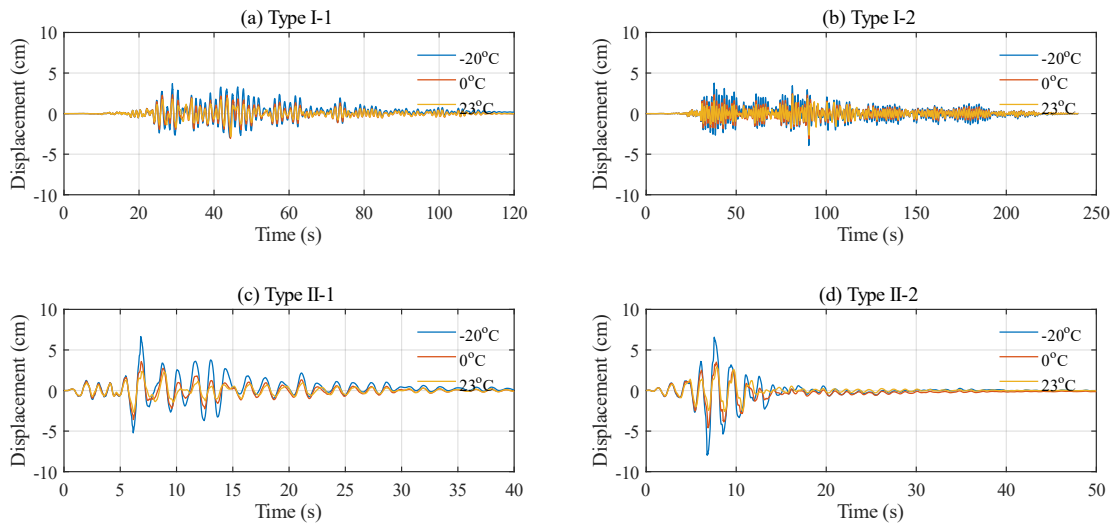 (a) Type I-1
10
5
0
-5
-10
Displacement (cm)
-20°C
0°C
23°C
0
20
40
60
80
100
120
Time (s)
(b) Type I-2
10
5
0
-5
-10
Displacement (cm)
-20°C
0°C
23°C
0
50
100
150
200
250
Time (s)
(c) Type II-1
10
5
0
-5
-10
Displacement (cm)
-20°C
0°C
23°C
0
5
10
15
20
25
30
35
40
Time (s)
(d) Type II-2
10
5
0
-5
-10
Displacement (cm)
-20°C
0°C
23°C
0
10
20
30
40
50
Time (s)